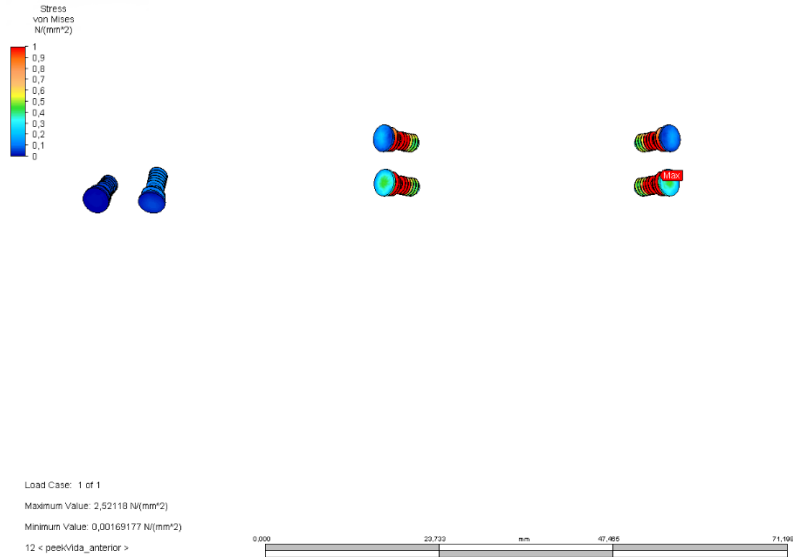 Stress
von Mises
N/(mm^2)
1
0,9
0,8
0,7
0,6
0,5
0,4
0,3
0,2
0,1
0
Max
Load Case: 1 of 1
Maximum Value: 2,52118 N/(mm^2)
Minimum Value: 0,00169177 N/(mm^2)
12 < peekVida_anterior >
0,000 23,733 mm 47,465 71,198